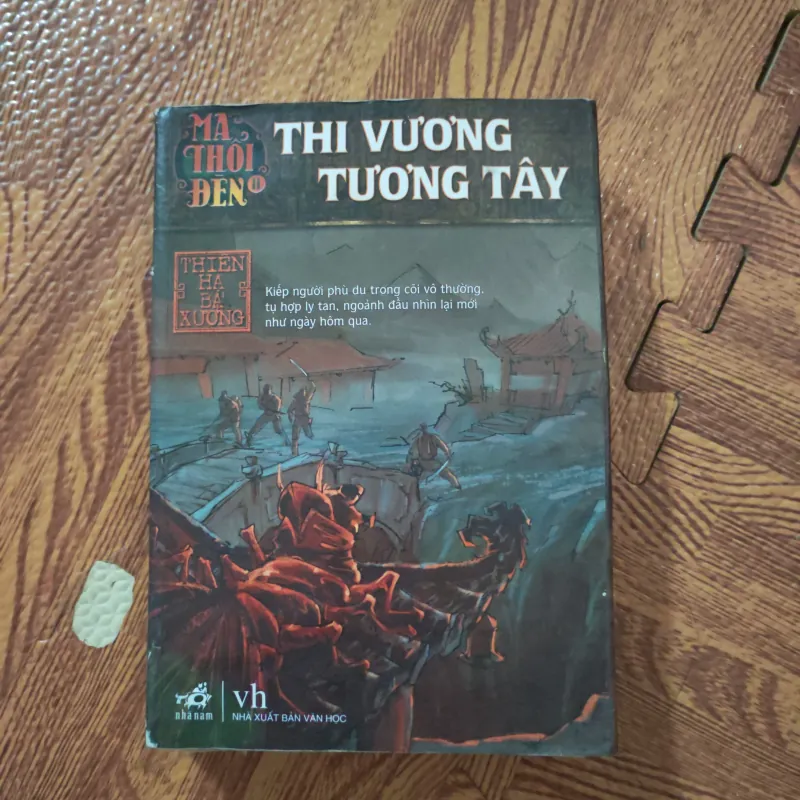 MA
THỔI
ĐÈN II
THI VƯƠNG
TƯƠNG TÂY
THIÊN
HẠ
BÁ
XƯỚNG
Kiếp người phù du trong cõi vô thường,
tụ hợp ly tan, ngoảnh đầu nhìn lại mới
như ngày hôm qua.
nhã nam
vh
NHÀ XUẤT BẢN VĂN HỌC